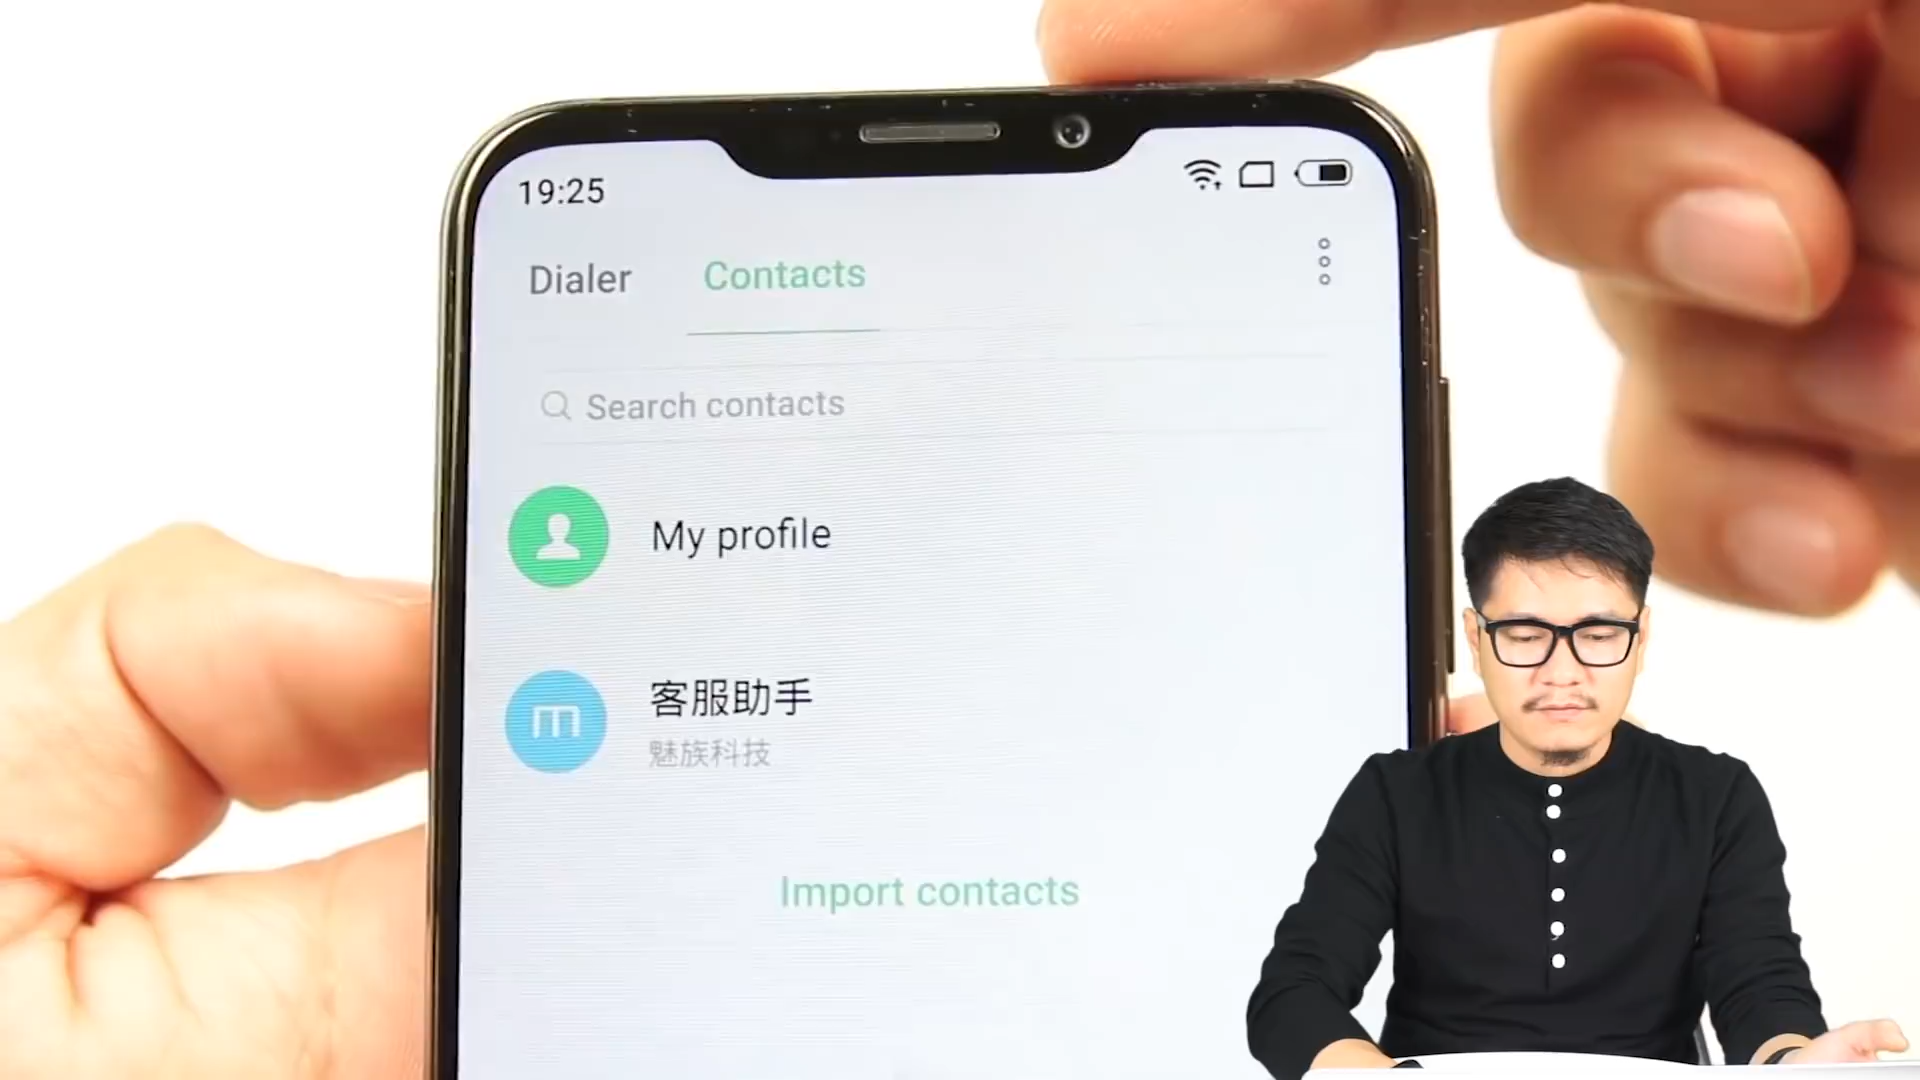 19:25
Dialer
Contacts
Search contacts
My profile
m
客服助手
魅族科技
Import contacts